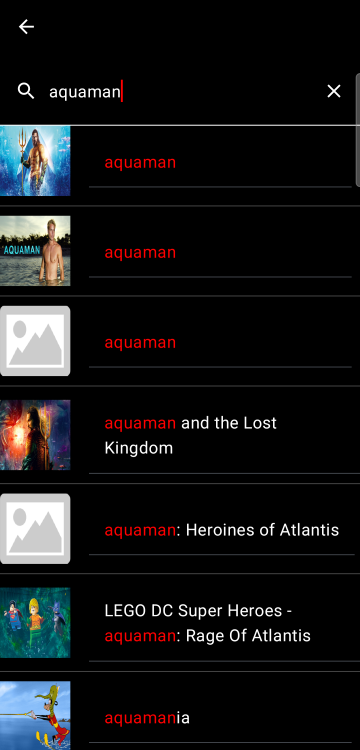 aquaman
aquaman
AQUAMAN
aquaman
aquaman
aquaman and the Lost
Kingdom
aquaman: Heroines of Atlantis
LEGO DC Super Heroes -
aquaman: Rage Of Atlantis
aquamania